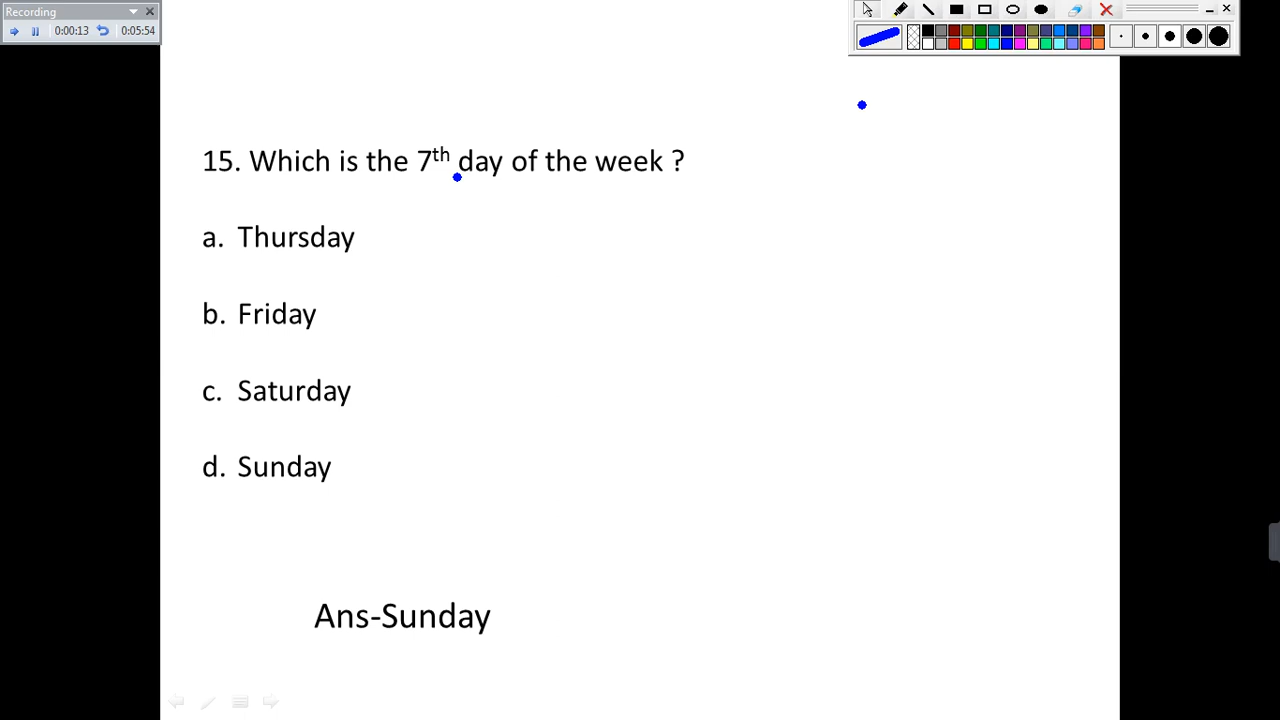 Recording
0:00:13
0:05:54
15. Which is the 7th day of the week ?
a. Thursday
b. Friday
c. Saturday
d. Sunday
Ans-Sunday